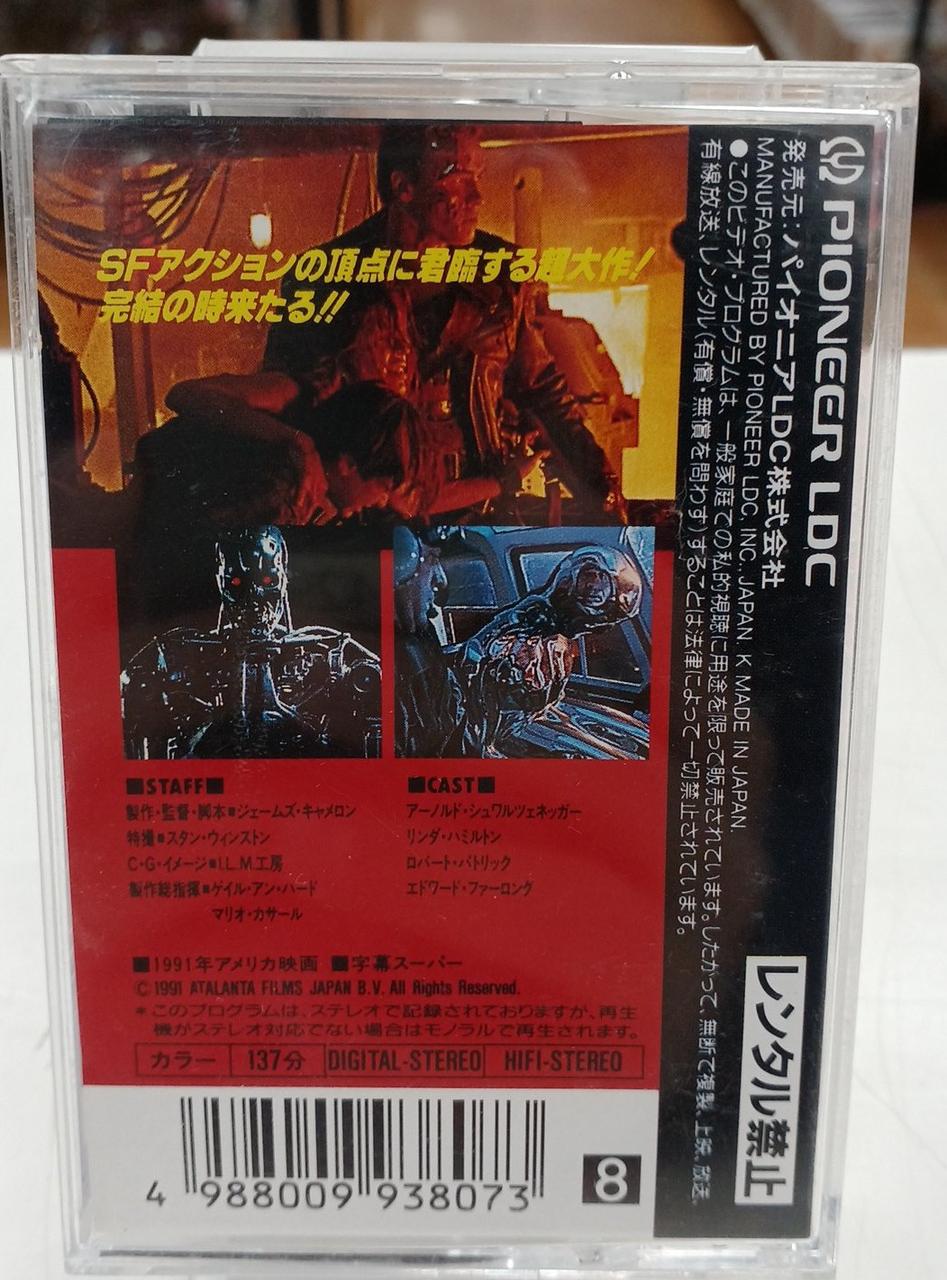 SFアクションの頂点に君臨する超大作!
完結の時来たる!!
■STAFF■
製作・監督・脚本■ジェームズ・キャメロン
特撮■スタン・ウィンストン
C・G・イメージ■I.L.M.工房
製作総指揮■ゲイル・アン・ハード
マリオ・カサール
■CAST■
アーノルド・シュワルツェネッガー
リンダ・ハミルトン
ロバート・パトリック
エドワード・ファーロング
■1991年アメリカ映画 ■字幕スーパー
©1991 ATALANTA FILMS JAPAN B.V. All Rights Reserved.
*このプログラムは、ステレオで記録されておりますが、再生
機がステレオ対応でない場合はモノラルで再生されます。
カラー 137分 DIGITAL-STEREO HIFI-STEREO
4 988009 938073
8
PIONEER LDC
発売元:パイオニアLDC株式会社
MANUFACTURED BY PIONEER LDC, INC., JAPAN. K MADE IN JAPAN.
●このビデオ・プログラムは、一般家庭での私的視聴に用途を限って販売されています。したがって、無断で複製、上映、放送、
有線放送、レンタル(有償・無償を問わず)することは法律によって一切禁止されています。
レンタル禁止